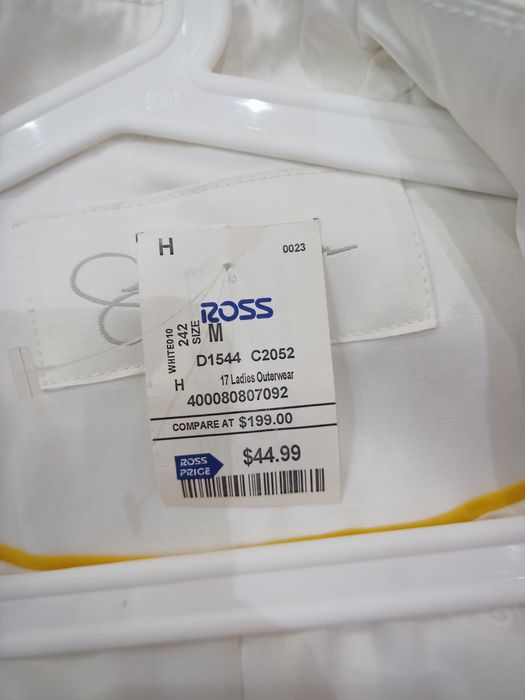 H
0023
ROSS
WHITE010
242
SIZE
M
D1544 C2052
H
17 Ladies Outerwear
400080807092
COMPARE AT $199.00
ROSS PRICE
$44.99